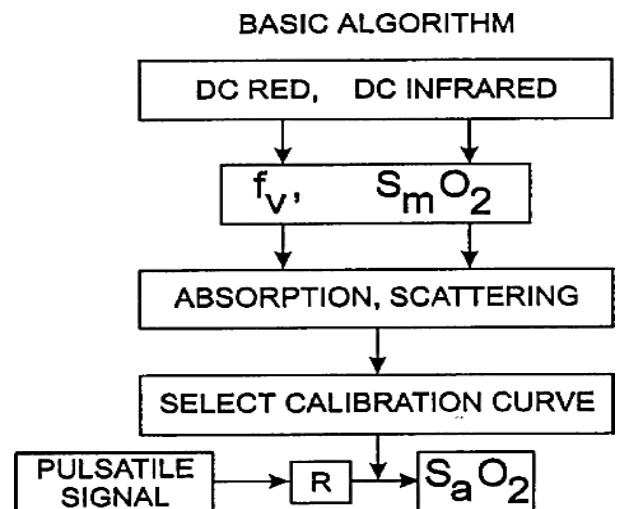 BASIC ALGORITHM
DC RED, DC INFRARED
fv, SmO2
ABSORPTION, SCATTERING
SELECT CALIBRATION CURVE
PULSATILE
SIGNAL
R
SaO2